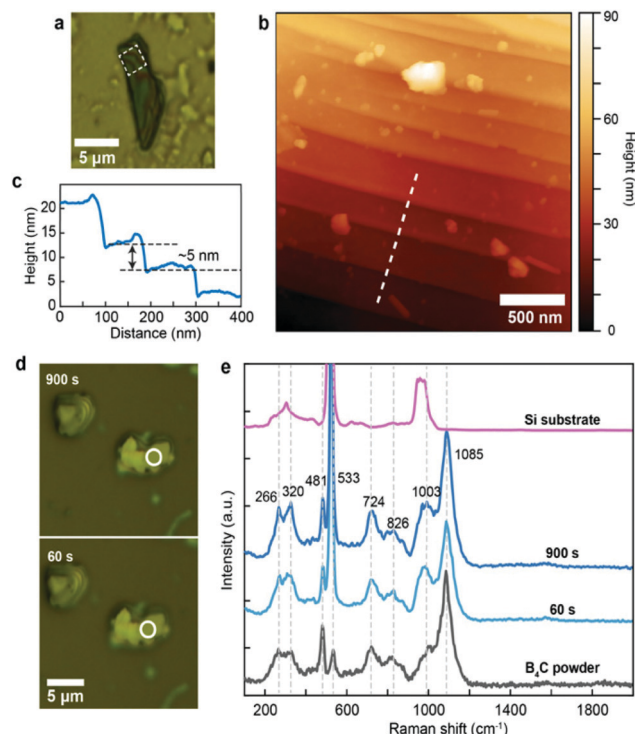 a
5 µm
b
90
60
30
0
Height (nm)
500 nm
c
20
15
10
5
0
Height (nm)
~5 nm
0 100 200 300 400
Distance (nm)
d
900 s
60 s
5 µm
e
Si substrate
1085
266
320
481
533
724
826
1003
900 s
60 s
B₄C powder
Intensity (a.u.)
200 600 1000 1400 1800
Raman shift (cm⁻¹)